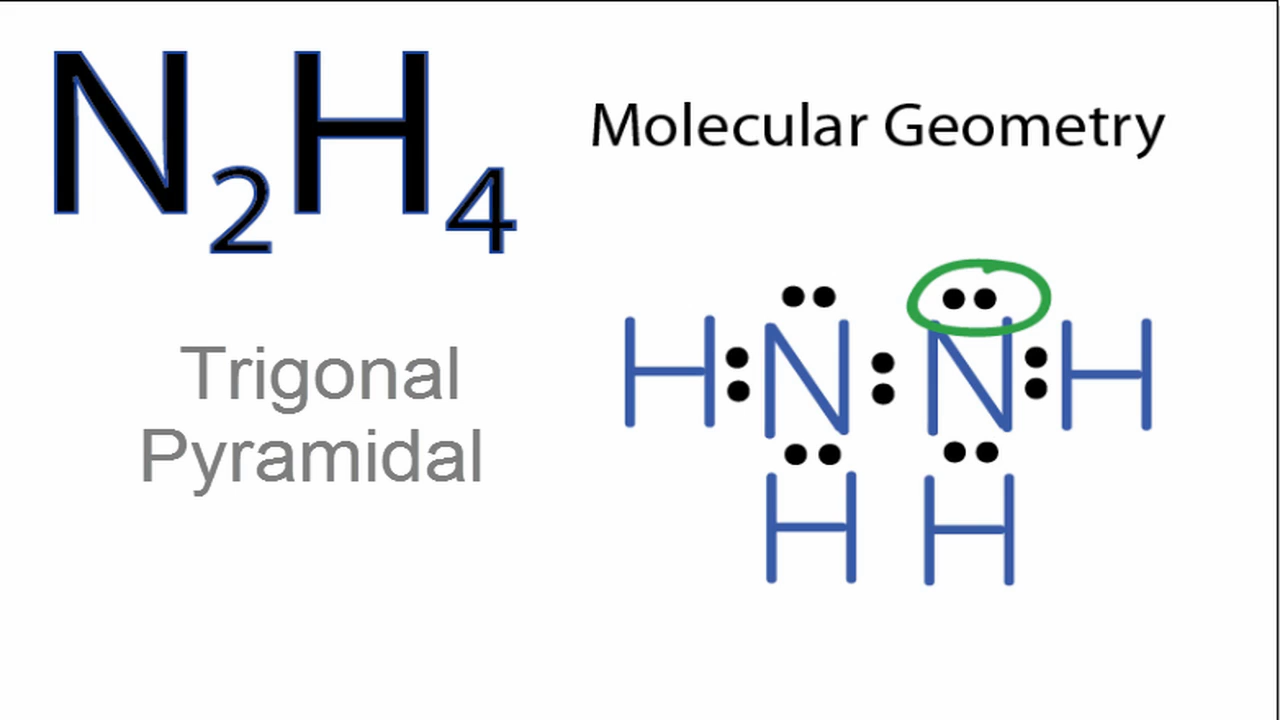 N2H4
Molecular Geometry
Trigonal
Pyramidal
H:N:N:H
H H